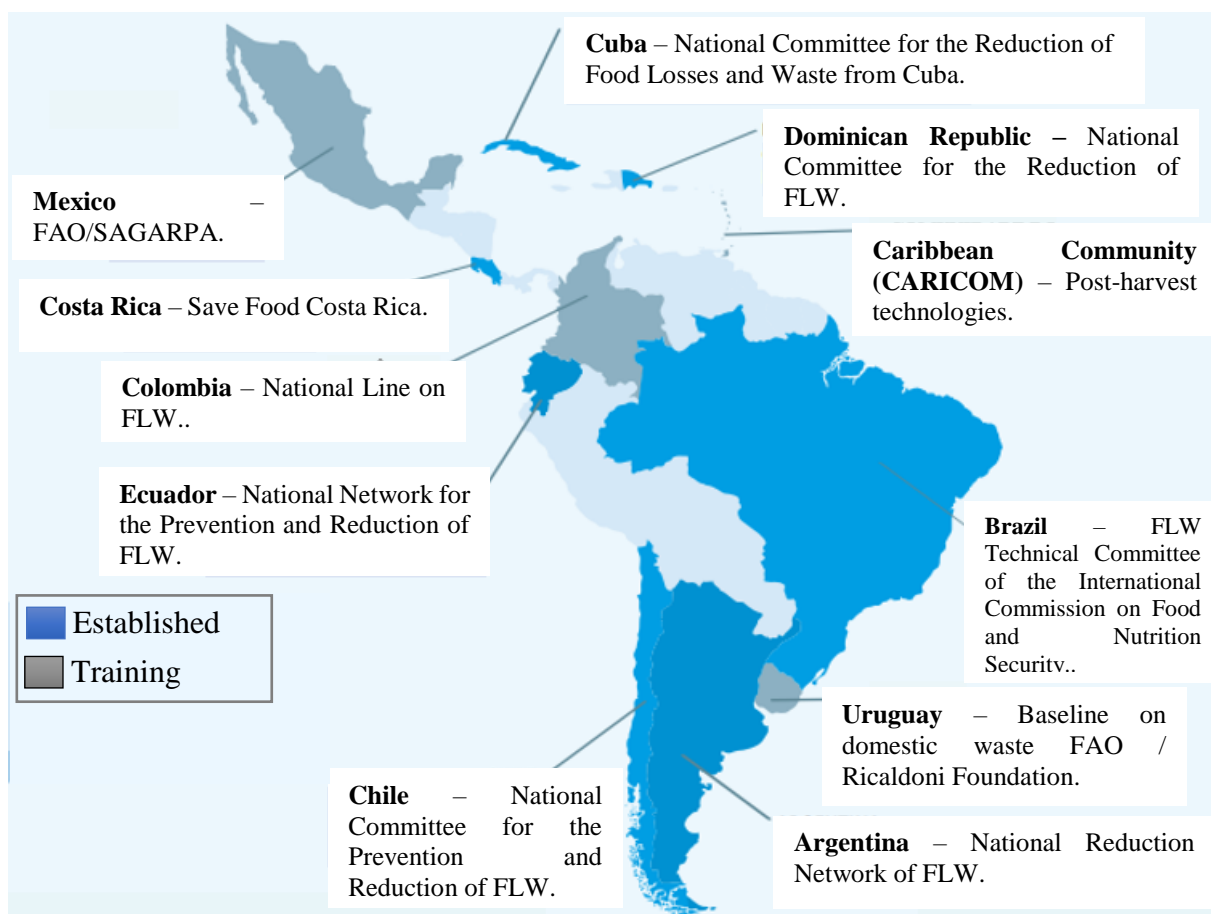 Cuba – National Committee for the Reduction of
Food Losses and Waste from Cuba.
Dominican Republic – National
Committee for the Reduction of
FLW.
Mexico –
FAO/SAGARPA.
Caribbean Community
(CARICOM) – Post-harvest
technologies.
Costa Rica – Save Food Costa Rica.
Colombia – National Line on
FLW..
Ecuador – National Network for
the Prevention and Reduction of
FLW.
Brazil – FLW
Technical Committee
of the International
Commission on Food
and Nutrition
Security..
Established
Training
Uruguay – Baseline on
domestic waste FAO /
Ricaldoni Foundation.
Chile – National
Committee for the
Prevention and
Reduction of FLW.
Argentina – National Reduction
Network of FLW.